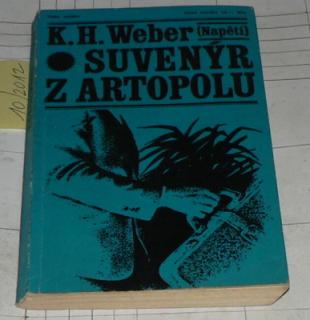 K. H. Weber (Napětí)
SUVENÝR
Z ARTOPOLU
10/2012